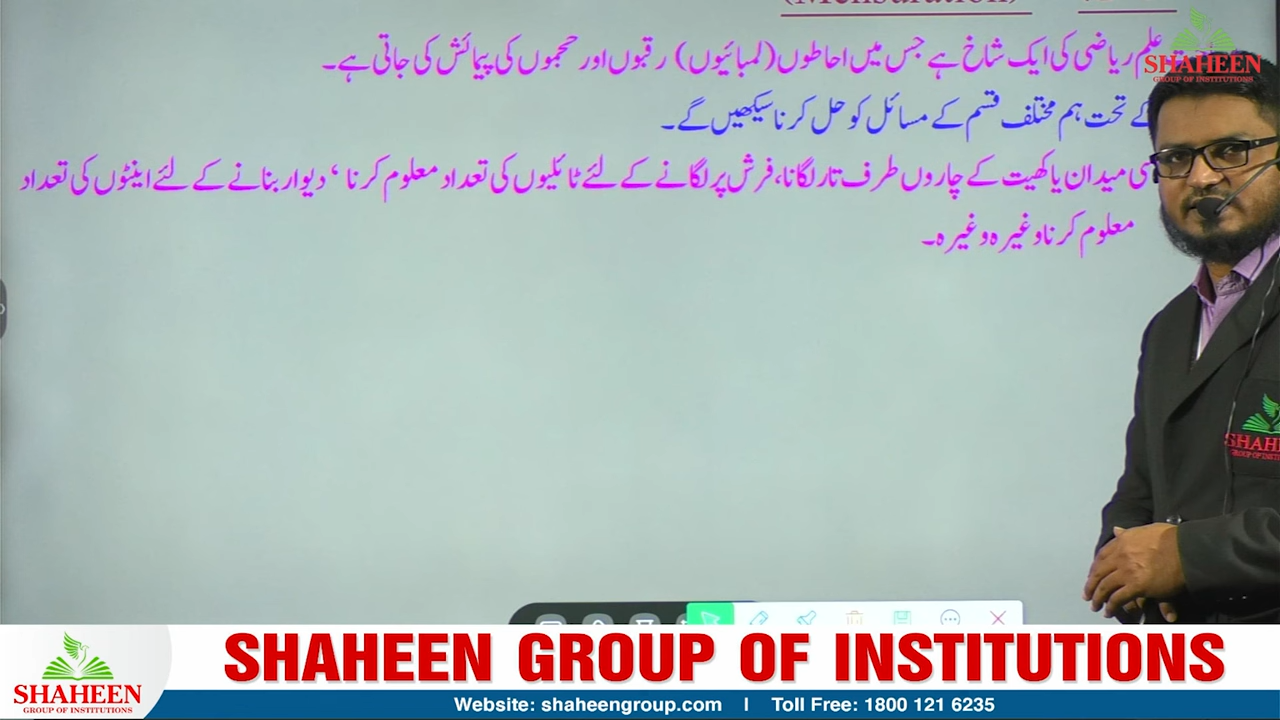 (Mensuration)
علم ریاضی کی ایک شاخ ہے جس میں احاطوں (لمبائیوں) رقبوں اور حجموں کی پیمائش کی جاتی ہے۔
کے تحت ہم مختلف قسم کے مسائل کو حل کرنا سیکھیں گے۔
میدان یا کھیت کے چاروں طرف تار لگانا، فرش پر لگانے کے لئے ٹائلیوں کی تعداد معلوم کرنا ‘ دیوار بنانے کے لئے اینٹوں کی تعداد
معلوم کرنا وغیرہ وغیرہ۔
SHAHEEN
GROUP OF INSTITUTIONS
SHAHEEN GROUP OF INSTITUTIONS
SHAHEEN
GROUP OF INSTITUTIONS
Website: shaheengroup.com I Toll Free: 1800 121 6235